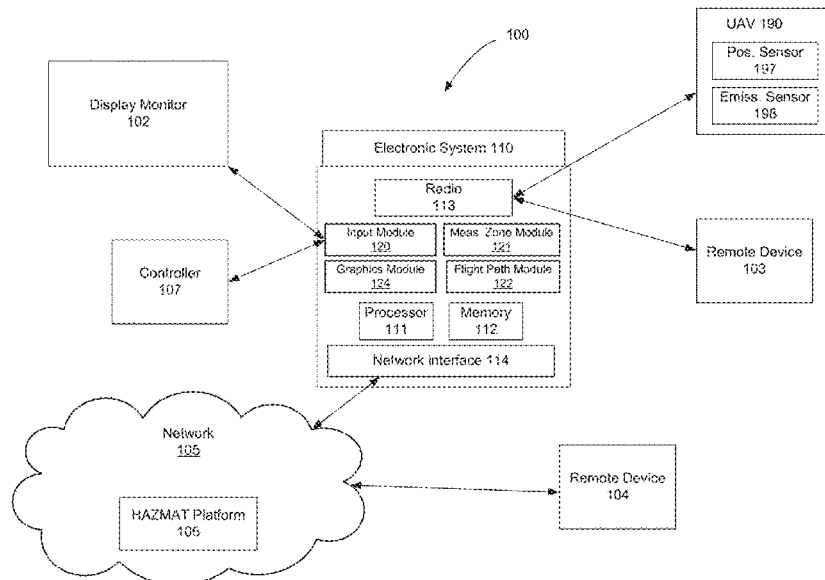 100
UAV 190
Pos. Sensor
197
Emiss. Sensor
198
Display Monitor
102
Electronic System 110
Radio
113
Input Module
120
Meas. Zone Module
121
Graphics Module
124
Flight Path Module
122
Processor
111
Memory
112
Network interface 114
Controller
107
Remote Device
103
Network
105
HAZMAT Platform
106
Remote Device
104